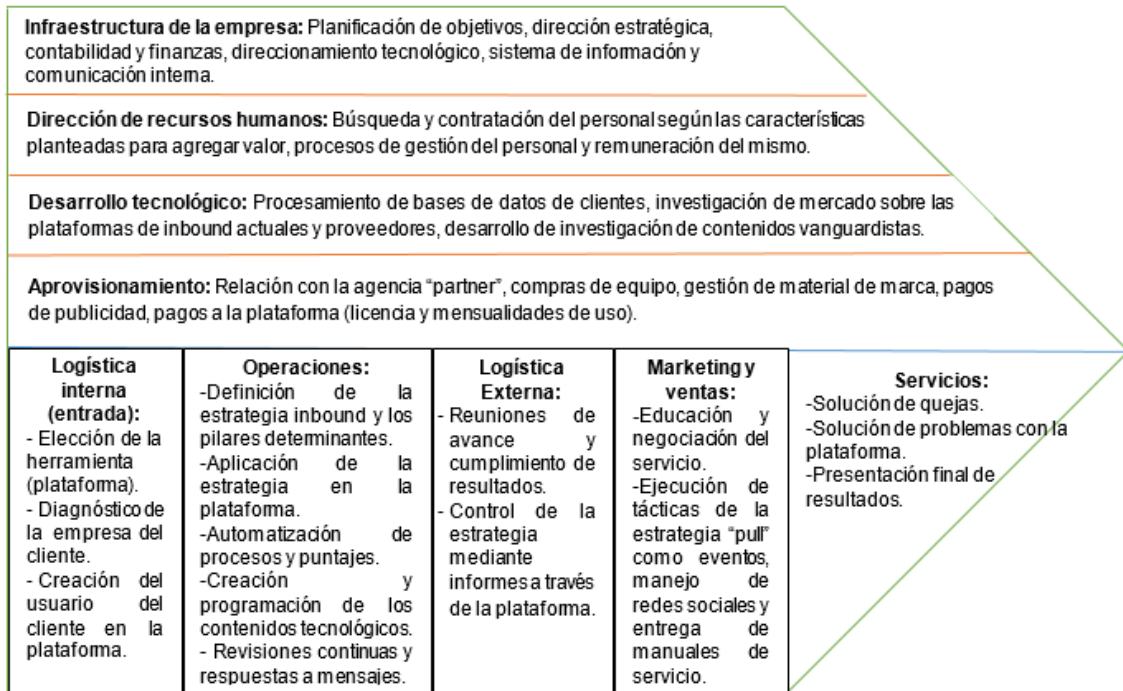 Infraestructura de la empresa: Planificación de objetivos, dirección estratégica,
contabilidad y finanzas, direccionamiento tecnológico, sistema de información y
comunicación interna.
Dirección de recursos humanos: Búsqueda y contratación del personal según las características
planteadas para agregar valor, procesos de gestión del personal y remuneración del mismo.
Desarrollo tecnológico: Procesamiento de bases de datos de clientes, investigación de mercado sobre las
plataformas de inbound actuales y proveedores, desarrollo de investigación de contenidos vanguardistas.
Aprovisionamiento: Relación con la agencia “partner”, compras de equipo, gestión de material de marca, pagos
de publicidad, pagos a la plataforma (licencia y mensualidades de uso).
Logística
interna
(entrada):
- Elección de la
herramienta
(plataforma).
- Diagnóstico de
la empresa del
cliente.
- Creación del
usuario del
cliente en la
plataforma.
Operaciones:
-Definición de la
estrategia inbound y los
pilares determinantes.
-Aplicación de la
estrategia en la
plataforma.
-Automatización de
procesos y puntajes.
-Creación y
programación de los
contenidos tecnológicos.
- Revisiones continuas y
respuestas a mensajes.
Logística
Externa:
- Reuniones de
avance y
cumplimiento de
resultados.
- Control de la
estrategia
mediante
informes a través
de la plataforma.
Marketing y
ventas:
-Educación y
negociación del
servicio.
-Ejecución de
tácticas de la
estrategia “pull”
como eventos,
manejo de
redes sociales y
entrega de
manuales de
servicio.
Servicios:
-Solución de quejas.
-Solución de problemas con la
plataforma.
-Presentación final de
resultados.